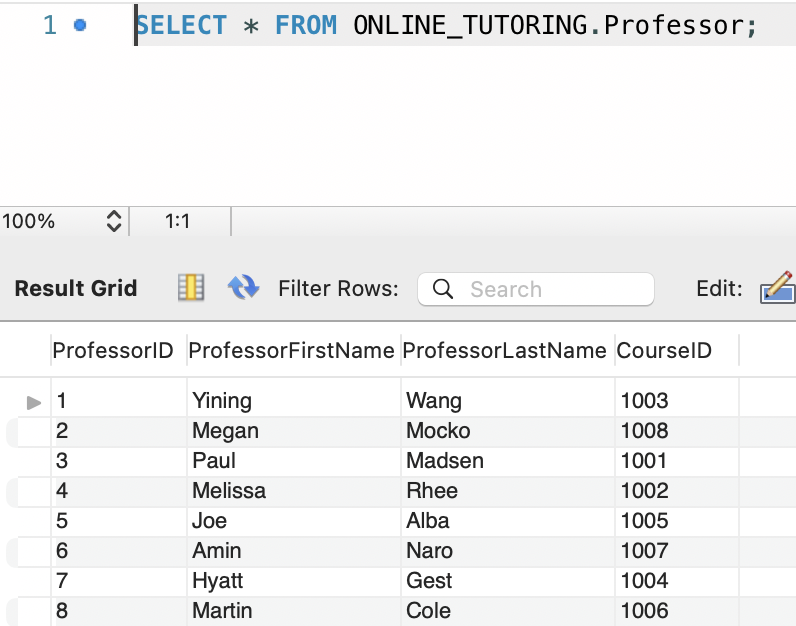 1 SELECT * FROM ONLINE_TUTORING.Professor;
100% 1:1
Result Grid Filter Rows: Search Edit:
ProfessorID ProfessorFirstName ProfessorLastName CourseID
1 Yining Wang 1003
2 Megan Mocko 1008
3 Paul Madsen 1001
4 Melissa Rhee 1002
5 Joe Alba 1005
6 Amin Naro 1007
7 Hyatt Gest 1004
8 Martin Cole 1006